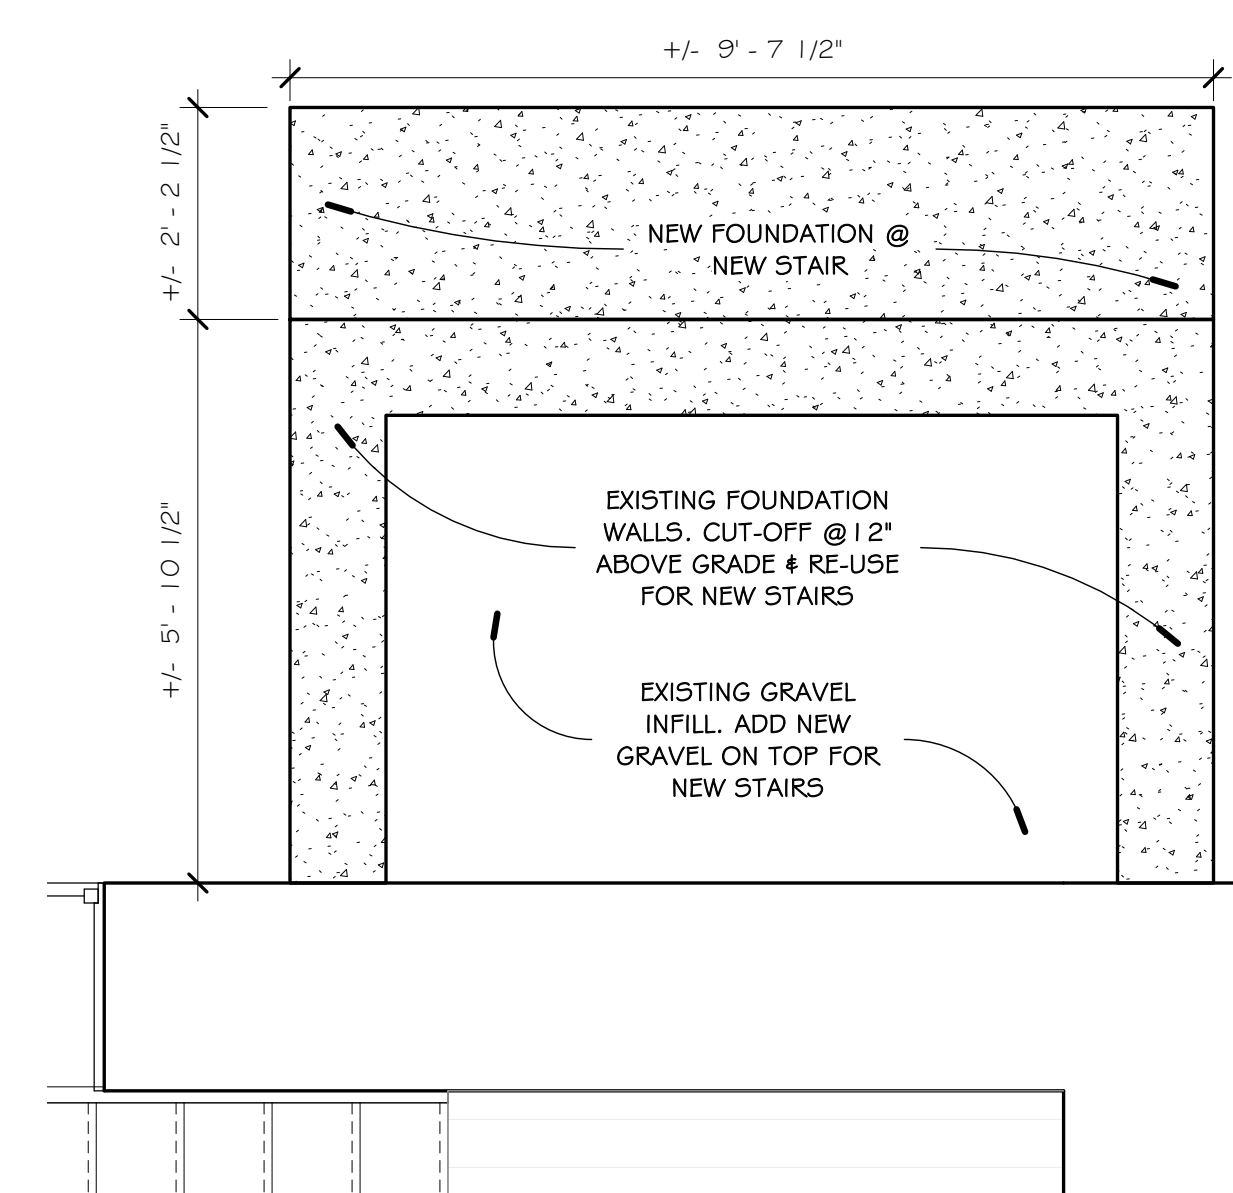 +/- 9' - 7 1/2"
+/- 2' - 2 1/2"
NEW FOUNDATION @
NEW STAIR
+/- 5' - 10 1/2"
EXISTING FOUNDATION
WALLS. CUT-OFF @12"
ABOVE GRADE & RE-USE
FOR NEW STAIRS
EXISTING GRAVEL
INFILL. ADD NEW
GRAVEL ON TOP FOR
NEW STAIRS